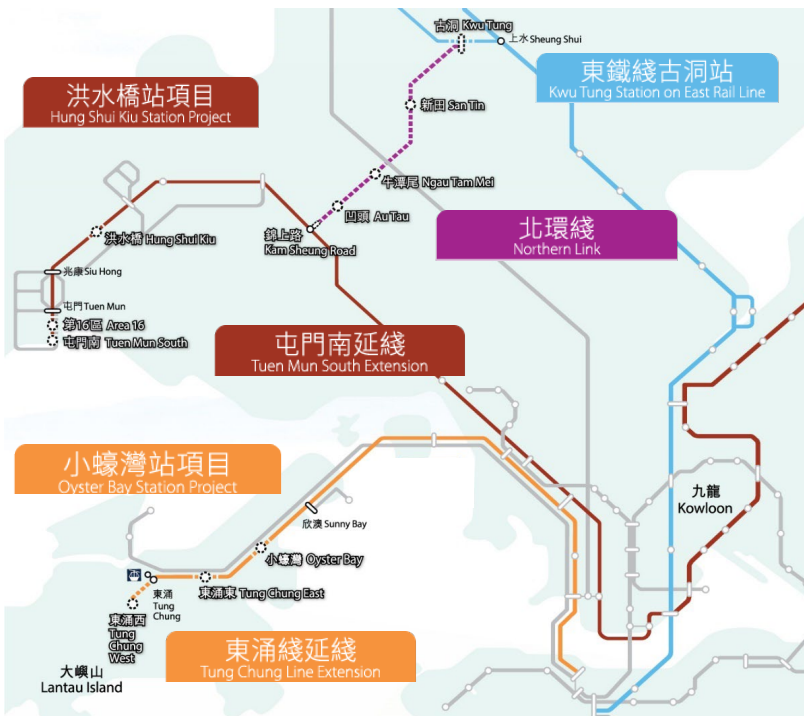 古洞 Kwu Tung
上水 Sheung Shui
洪水橋站項目
Hung Shui Kiu Station Project
東鐵綫古洞站
Kwu Tung Station on East Rail Line
新田 San Tin
牛潭尾 Ngau Tam Mei
凹頭 Au Tau
洪水橋 Hung Shui Kiu
錦上路
Kam Sheung Road
北環綫
Northern Link
兆康 Siu Hong
屯門 Tuen Mun
第16區 Area 16
屯門南 Tuen Mun South
屯門南延綫
Tuen Mun South Extension
小蠔灣站項目
Oyster Bay Station Project
九龍
Kowloon
欣澳 Sunny Bay
小蠔灣 Oyster Bay
東涌
Tung
Chung
東涌東 Tung Chung East
東涌西
Tung
Chung
West
東涌綫延綫
Tung Chung Line Extension
大嶼山
Lantau Island